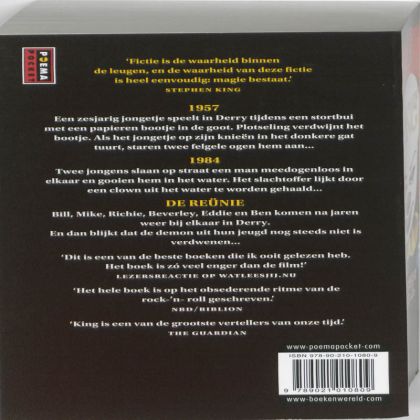 POEMA
POCKET
‘Fictie is de waarheid binnen
de leugen, en de waarheid van deze fictie
is heel eenvoudig: magie bestaat.’
STEPHEN KING
1957
Een zesjarig jongetje speelt in Derry tijdens een stortbui
met een papieren bootje in de goot. Plotseling verdwijnt het
bootje. Als het jongetje op zijn knieën in het donkere gat
tuurt, staren twee felgele ogen hem aan...
1984
Twee jongens slaan op straat een man meedogenloos in
elkaar en gooien hem in het water. Het slachtoffer lijkt door
een clown uit het water te worden gehaald...
DE REÜNIE
Bill, Mike, Richie, Beverley, Eddie en Ben komen na jaren
weer bij elkaar in Derry.
En dan blijkt dat de demon uit hun jeugd nog steeds niet is
verdwenen...
‘Dit is een van de beste boeken die ik ooit gelezen heb.
Het boek is zó veel enger dan de film!’
LEZERSREACTIE OP WATLEESJIJ.NU
‘Het hele boek is op het obsederende ritme van de
rock-’n- roll geschreven.’
NBD/BIBLION
‘King is een van de grootste vertellers van onze tijd.’
THE GUARDIAN
www.poemapocket.com
ISBN 978-90-210-1080-9
9 789021 010809
www.boekenwereld.com